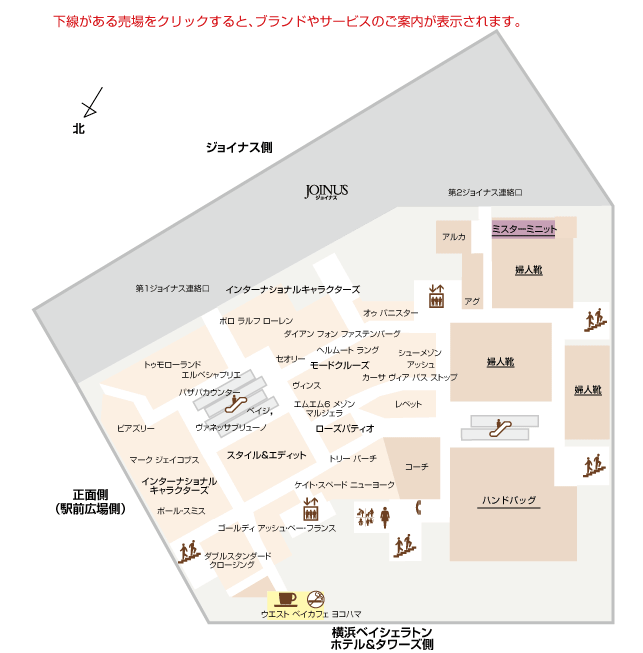 下線がある売場をクリックすると、ブランドやサービスのご案内が表示されます。
北
ジョイナス側
JOINUS
ジョイナス
第2ジョイナス連絡口
ミスターミニット
アルカ
婦人靴
第1ジョイナス連絡口
インターナショナルキャラクターズ
アグ
オゥ バニスター
ポロ ラルフ ローレン
ダイアン フォン ファステンバーグ
ヘルムート ラング
シューメゾン
アッシュ
セオリー
モードクルーズ
カーサ ヴィア バス ストップ
婦人靴
トゥモローランド
エルベシャプリエ
バザバカウンター
ヴィンス
婦人靴
ベイジ,
エムエム6 メゾン
マルジェラ
レペット
ピアズリー
ヴァネッサブリューノ
ローズパティオ
マーク ジェイコブス
スタイル&エディット
トリー バーチ
コーチ
インターナショナル
キャラクターズ
ケイト・スペード ニューヨーク
正面側
(駅前広場側)
ポール・スミス
ハンドバッグ
ゴールディ アッシュ・ペー・フランス
ダブルスタンダード
クロージング
ウエスト ベイカフェ ヨコハマ
横浜ベイシェラトン
ホテル&タワーズ側